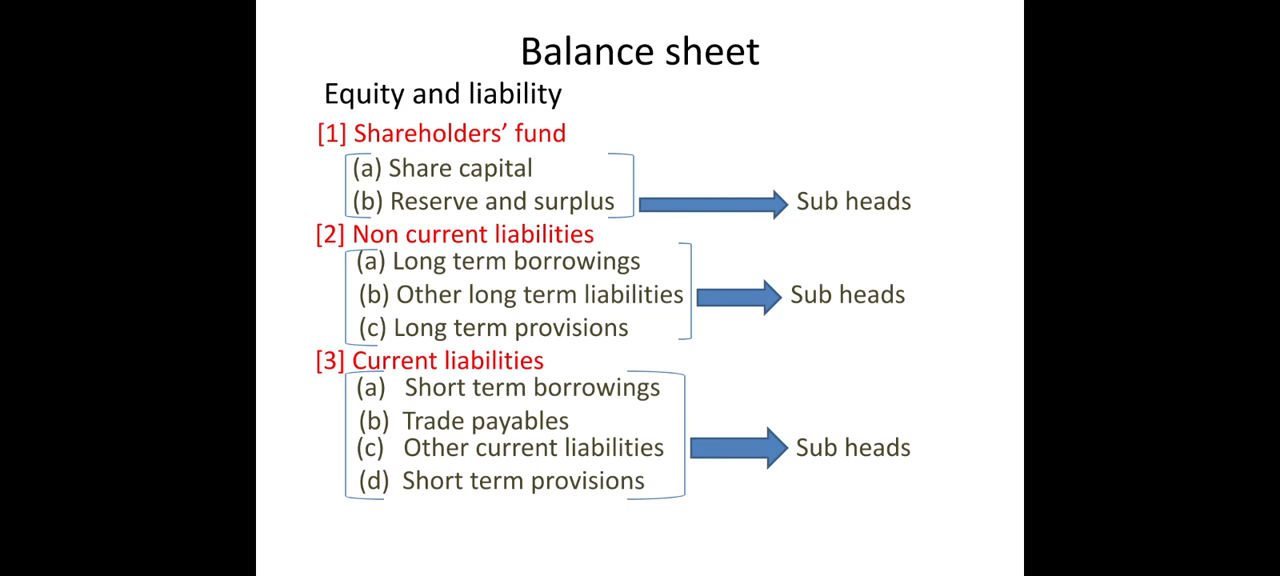 Balance sheet
Equity and liability
[1] Shareholders’ fund
(a) Share capital
(b) Reserve and surplus Sub heads
[2] Non current liabilities
(a) Long term borrowings
(b) Other long term liabilities Sub heads
(c) Long term provisions
[3] Current liabilities
(a) Short term borrowings
(b) Trade payables
(c) Other current liabilities Sub heads
(d) Short term provisions